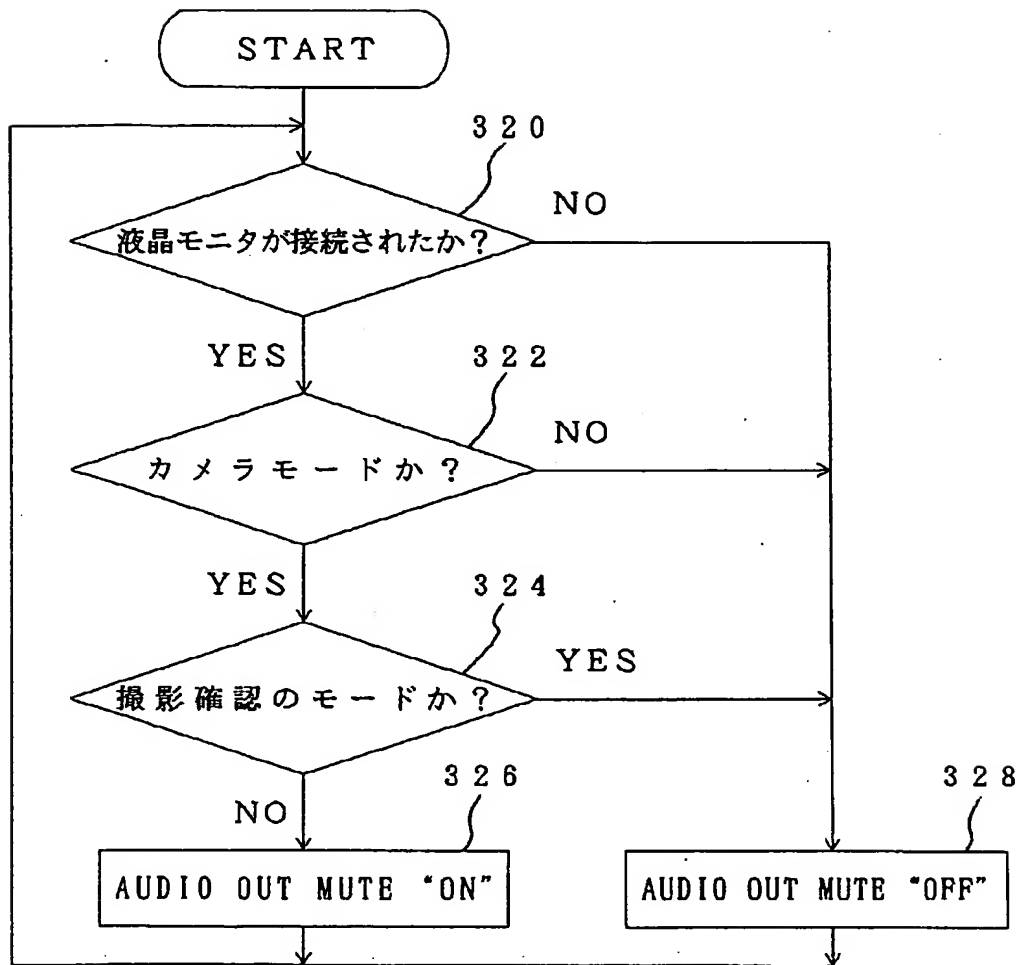 START
320
液晶モニタが接続されたか?
NO
YES
322
カメラモードか?
NO
YES
324
撮影確認のモードか?
YES
NO
326
328
AUDIO OUT MUTE “ON”
AUDIO OUT MUTE “OFF”